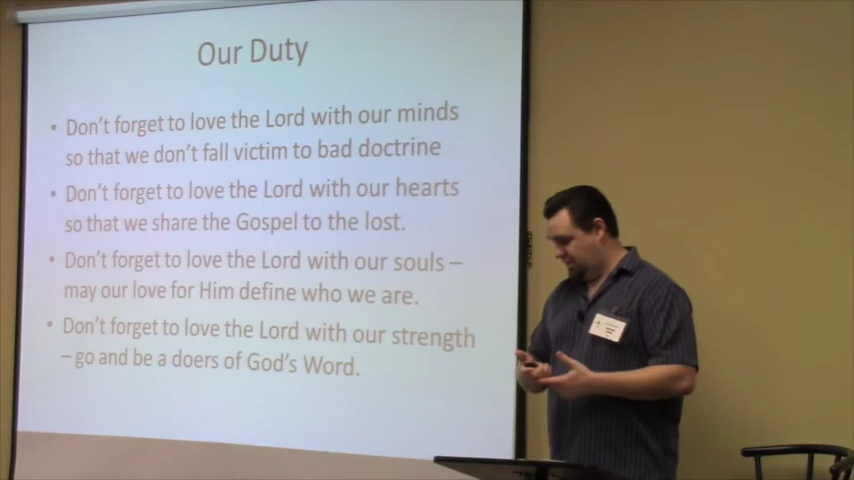 Our Duty
• Don't forget to love the Lord with our minds
so that we don't fall victim to bad doctrine
• Don't forget to love the Lord with our hearts
so that we share the Gospel to the lost.
• Don't forget to love the Lord with our souls –
may our love for Him define who we are.
• Don't forget to love the Lord with our strength
– go and be a doers of God's Word.